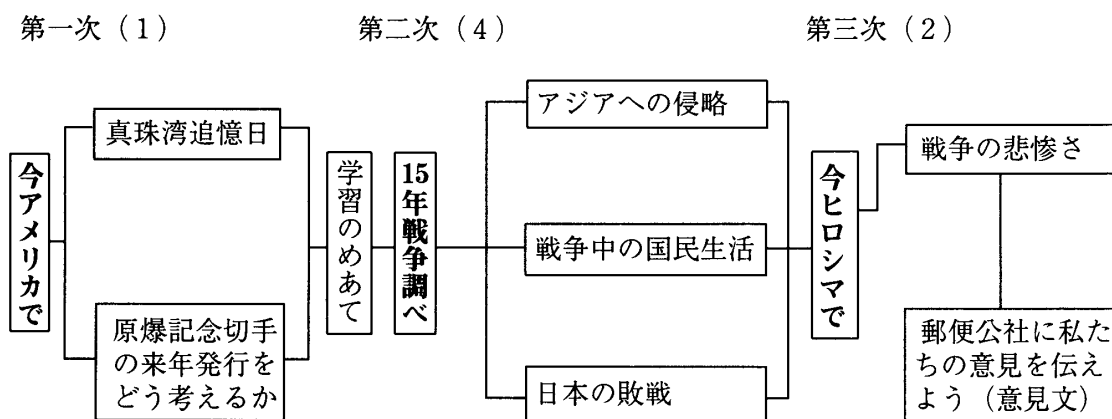 第一次（1）
第二次（4）
第三次（2）
今アメリカで
真珠湾追憶日
原爆記念切手
の来年発行を
どう考えるか
学習のめあて
15年戦争調べ
アジアへの侵略
戦争中の国民生活
日本の敗戦
今ヒロシマで
戦争の悲惨さ
郵便公社に私た
ちの意見を伝え
よう（意見文）